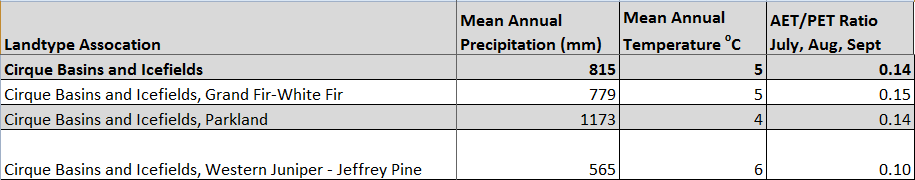 Landtype Assocation Mean Annual Precipitation (mm) Mean Annual Temperature ⁰C AET/PET Ratio July, Aug, Sept
Cirque Basins and Icefields 815 5 0.14
Cirque Basins and Icefields, Grand Fir-White Fir 779 5 0.15
Cirque Basins and Icefields, Parkland 1173 4 0.14
Cirque Basins and Icefields, Western Juniper - Jeffrey Pine 565 6 0.10